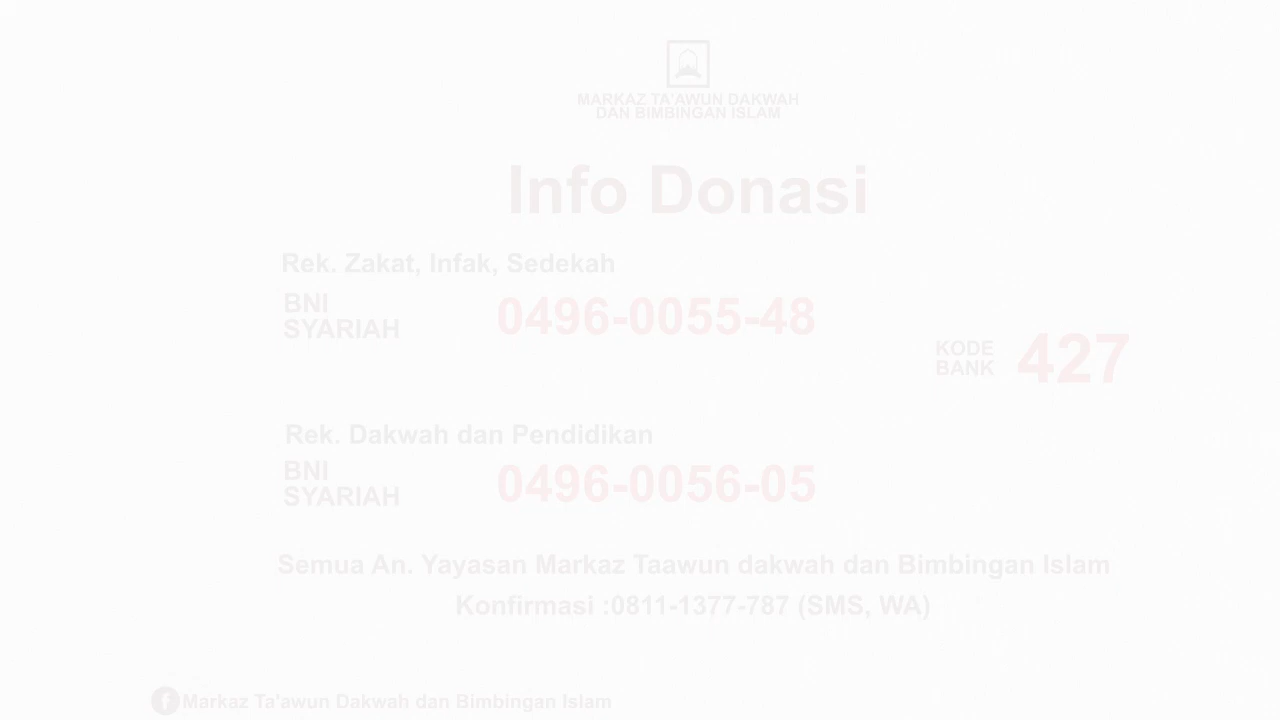 MARKAZ TA'AWUN DAKWAH
DAN BIMBINGAN ISLAM
Info Donasi
Rek. Zakat, Infak, Sedekah
BNI
SYARIAH
0496-0055-48
KODE
BANK
427
Rek. Dakwah dan Pendidikan
BNI
SYARIAH
0496-0056-05
Semua An. Yayasan Markaz Taawun dakwah dan Bimbingan Islam
Konfirmasi :0811-1377-787 (SMS, WA)
Markaz Ta'awun Dakwah dan Bimbingan Islam